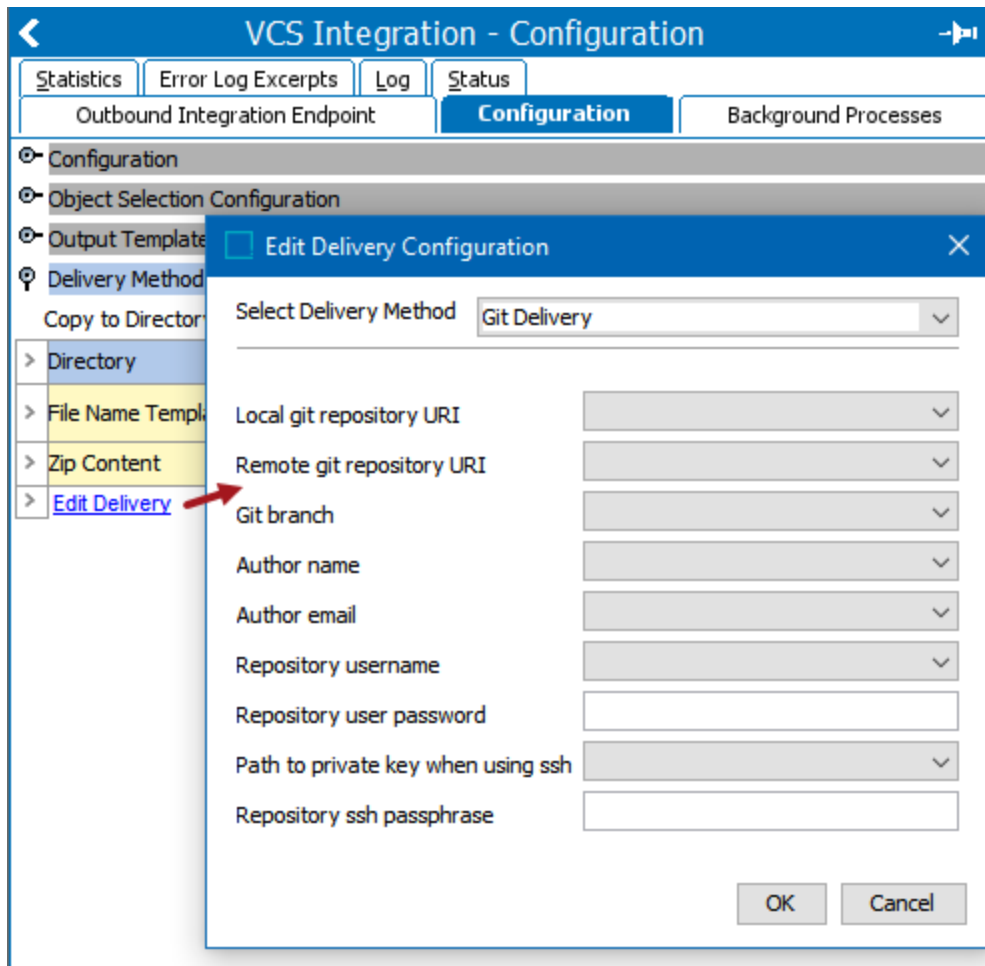 VCS Integration - Configuration
Statistics Error Log Excerpts Log Status
Outbound Integration Endpoint Configuration Background Processes
Configuration
Object Selection Configuration
Output Template
Delivery Method
Copy to Director
Directory
File Name Templ
Zip Content
Edit Delivery
Edit Delivery Configuration
Select Delivery Method Git Delivery
Local git repository URI
Remote git repository URI
Git branch
Author name
Author email
Repository username
Repository user password
Path to private key when using ssh
Repository ssh passphrase
OK Cancel